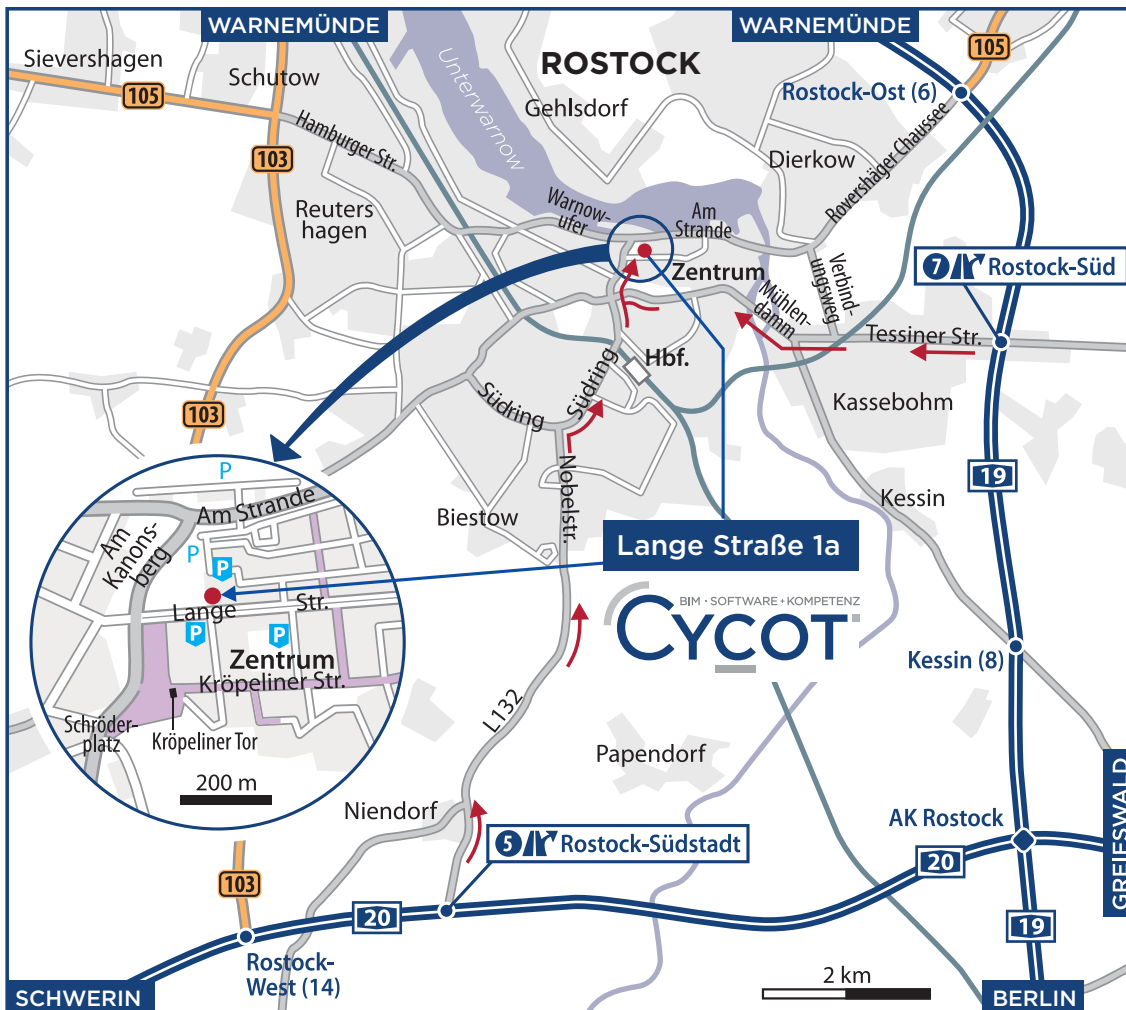 WARNEMÜNDE
WARNEMÜNDE
Sievershagen
Schutow
ROSTOCK
105
105
Unterwarnow
Gehlsdorf
Rostock-Ost (6)
Hamburger Str.
103
Dierkow
Rövershäger Chaussee
Reuters
hagen
Warnow-
ufer
Am
Strande
Zentrum
Verbind-
ungsweg
7 Rostock-Süd
Mühlen-
damm
Tessiner Str.
Hbf.
103
Südring
Südring
Kassebohm
Nobelstr.
19
Kessin
Biestow
P
Am Strande
Am
Kanons-
berg
P
P
Lange Str.
P
P
Zentrum
Kröpeliner Str.
Schröder-
platz
Kröpeliner Tor
200 m
Lange Straße 1a
BIM · SOFTWARE + KOMPETENZ
CYCOT
Kessin (8)
L132
Papendorf
Niendorf
AK Rostock
GREIFSWALD
5 Rostock-Südstadt
20
103
20
19
Rostock-
West (14)
2 km
SCHWERIN
BERLIN